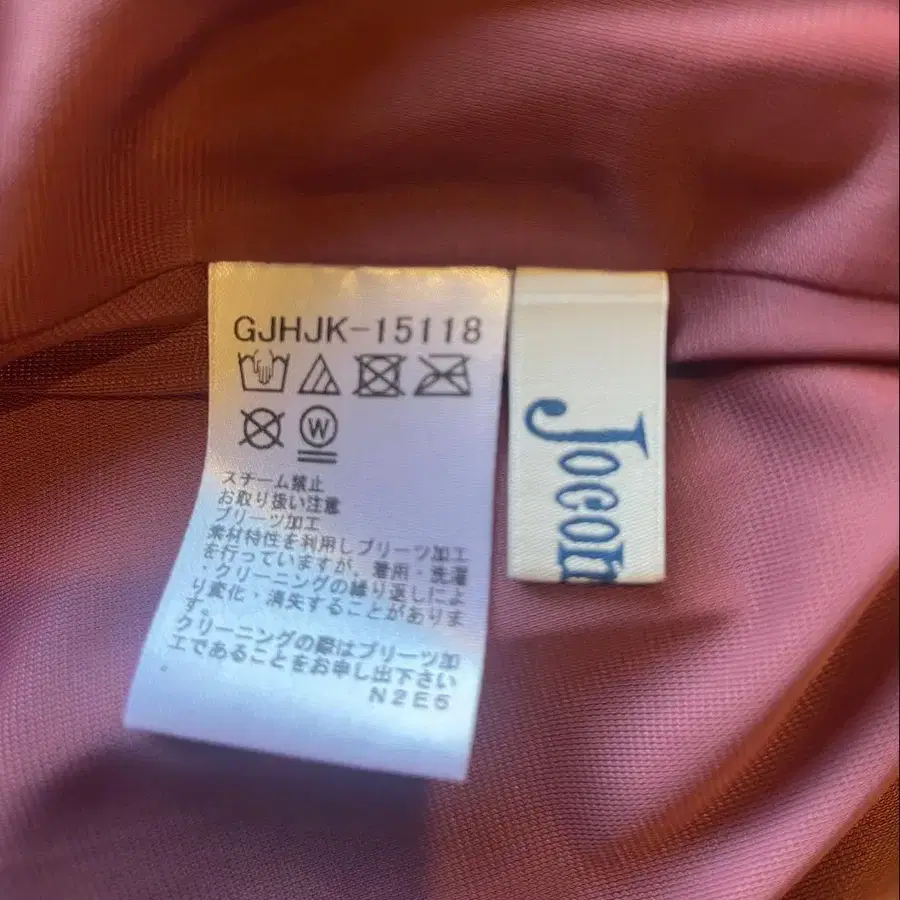 GJHJK-15118
W
スチーム禁止
お取り扱い注意
プリーツ加工
素材特性を利用しプリーツ加工
を行っていますが、着用・洗濯
・クリーニングの繰り返しによ
り変化・消失することがありま
す。
クリーニングの際はプリーツ加
工であることをお申し出下さい
N2E5
Jocom